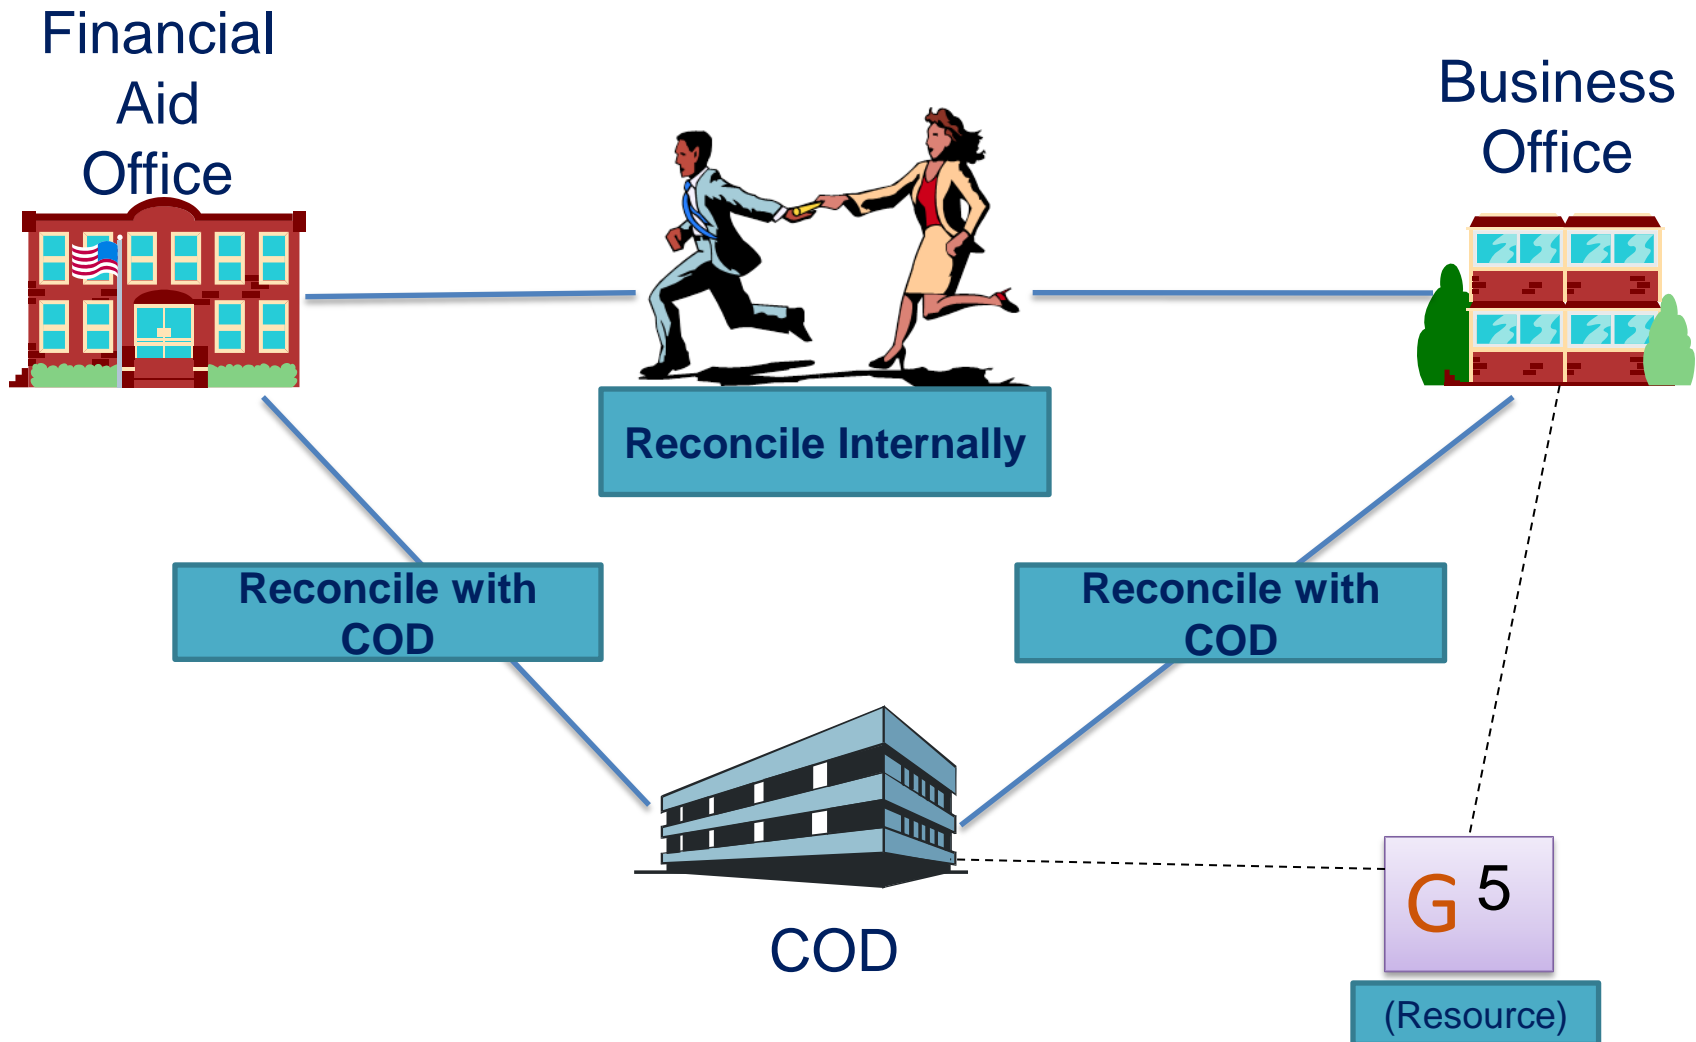 Financial
Aid
Office
Business
Office
Reconcile Internally
Reconcile with
COD
Reconcile with
COD
COD
G 5
(Resource)